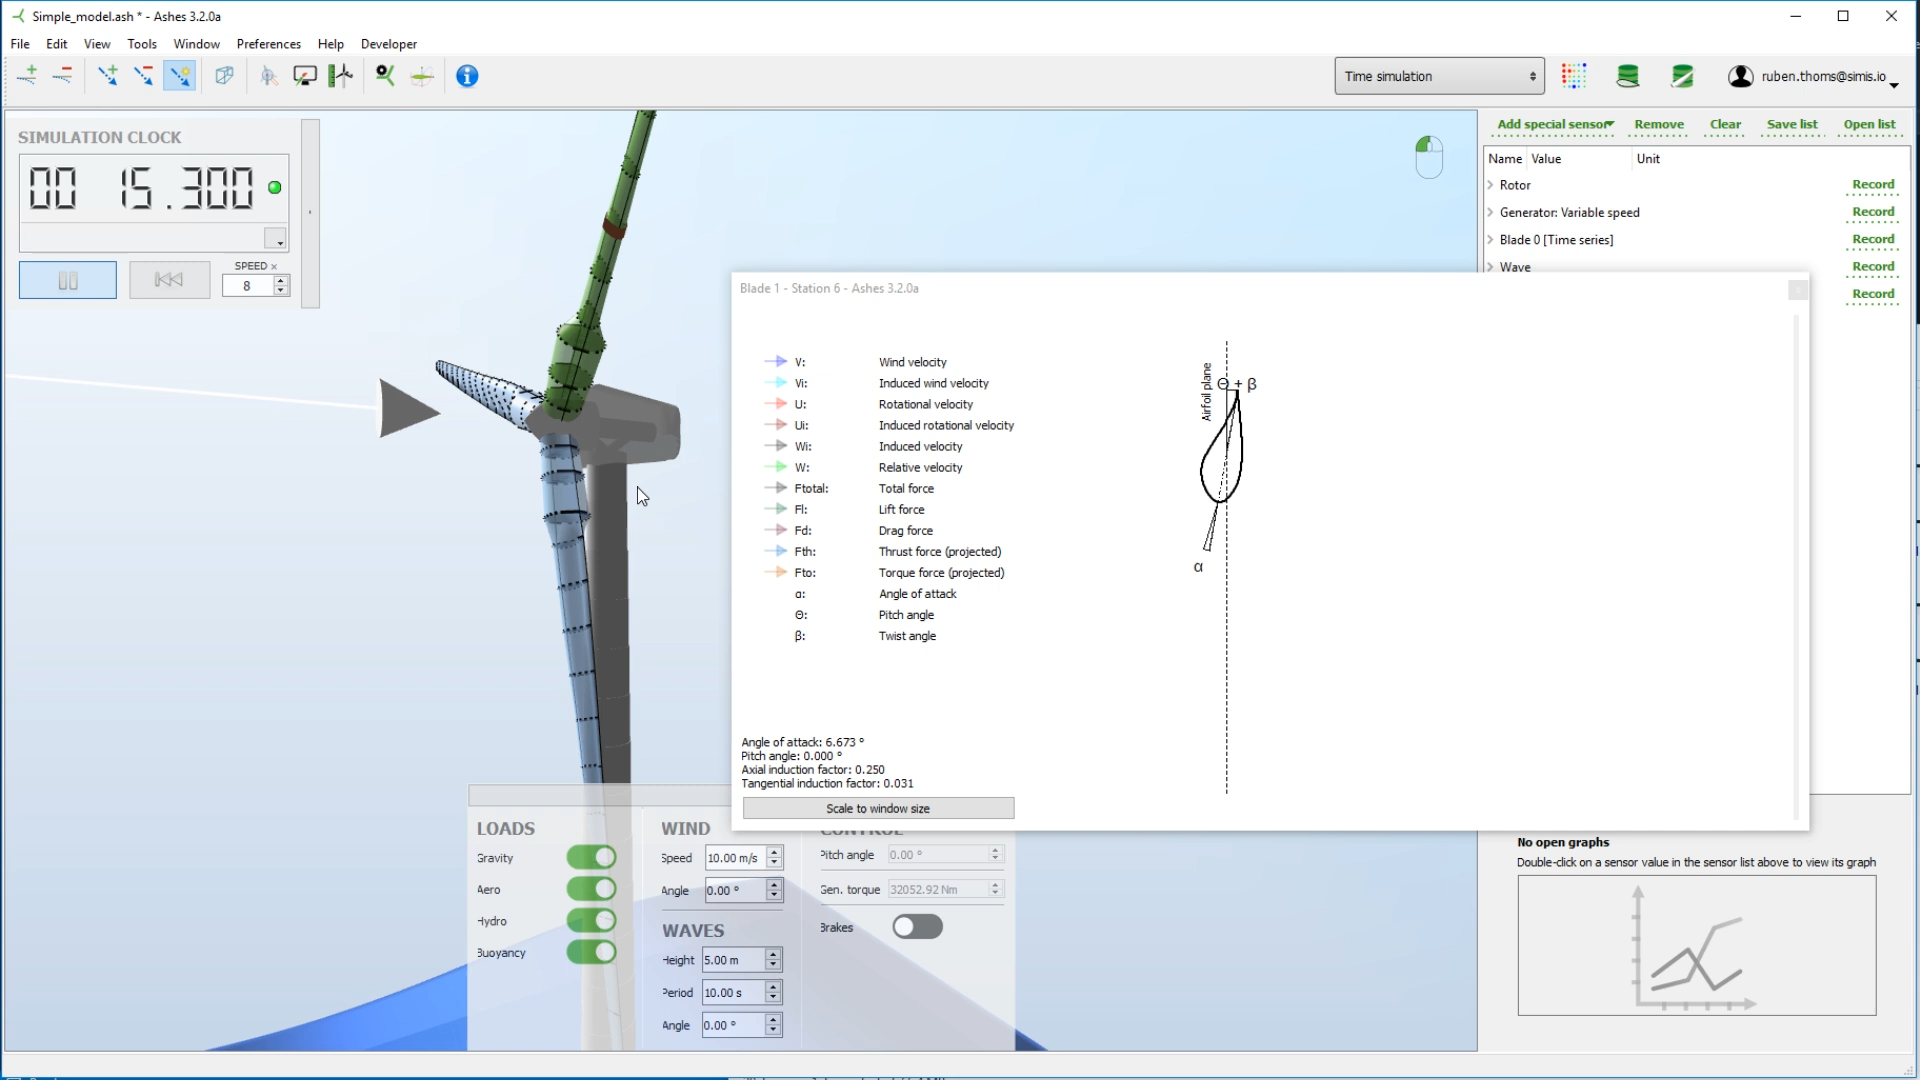 Simple_model.ash * - Ashes 3.2.0a
File Edit View Tools Window Preferences Help Developer
Time simulation
ruben.thoms@simis.io
SIMULATION CLOCK
00 15.300
SPEED ×
8
Add special sensor Remove Clear Save list Open list
Name Value Unit
Rotor Record
Generator: Variable speed Record
Blade 0 [Time series] Record
Wave Record
Record
Blade 1 - Station 6 - Ashes 3.2.0a
V: Wind velocity
Vi: Induced wind velocity
U: Rotational velocity
Ui: Induced rotational velocity
Wi: Induced velocity
W: Relative velocity
Ftotal: Total force
Fl: Lift force
Fd: Drag force
Fth: Thrust force (projected)
Fto: Torque force (projected)
α: Angle of attack
Θ: Pitch angle
β: Twist angle
Airfoil plane
Θ + β
α
Angle of attack: 6.673 °
Pitch angle: 0.000 °
Axial induction factor: 0.250
Tangential induction factor: 0.031
Scale to window size
LOADS
Gravity
Aero
Hydro
Buoyancy
WIND
Speed 10.00 m/s
Angle 0.00 °
WAVES
Height 5.00 m
Period 10.00 s
Angle 0.00 °
CONTROL
Pitch angle 0.00 °
Gen. torque 32052.92 Nm
Brakes
No open graphs
Double-click on a sensor value in the sensor list above to view its graph